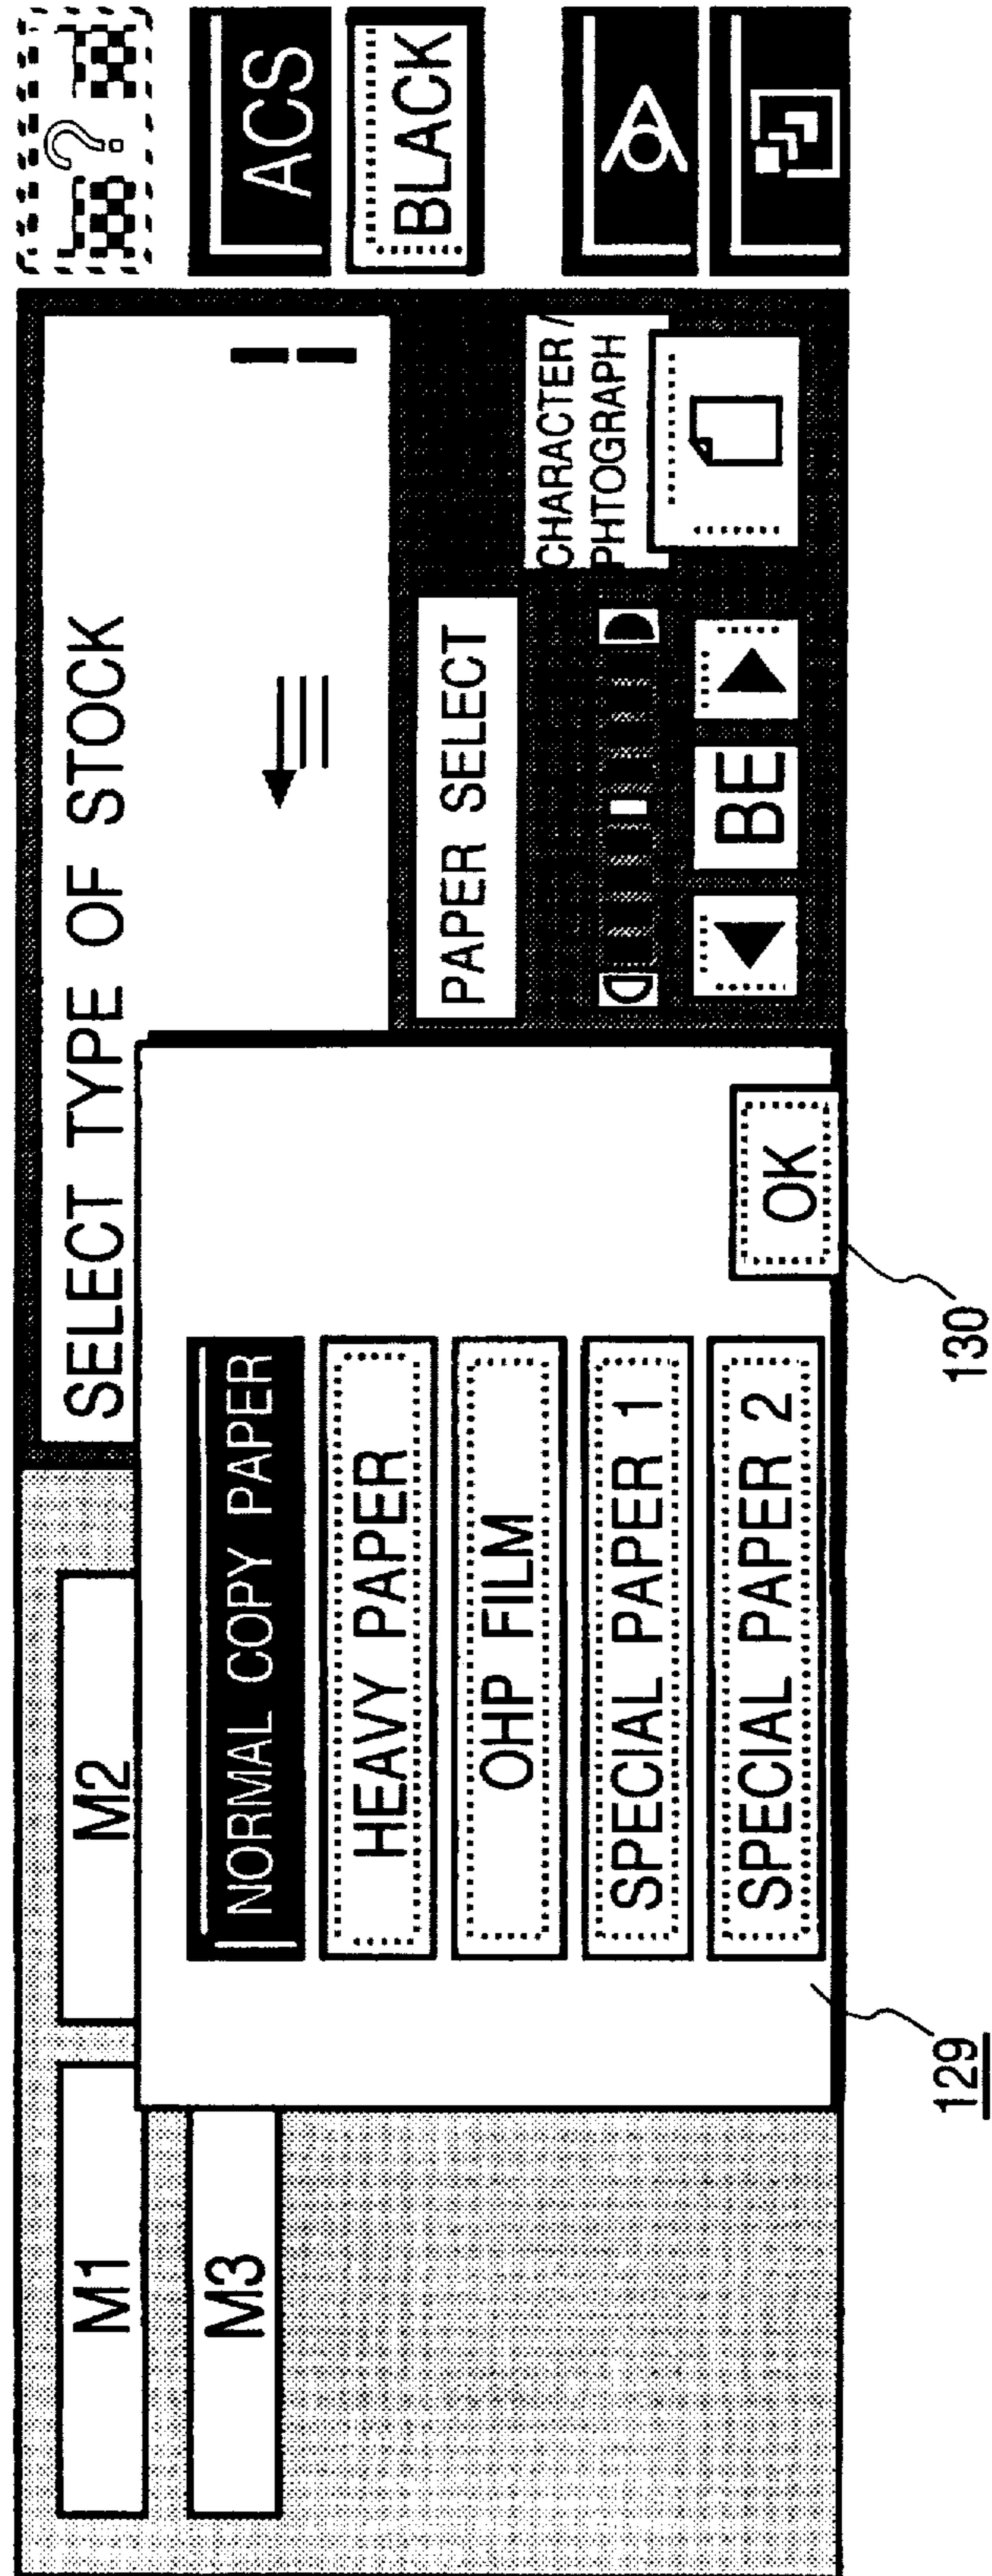 M1
M2
M3
SELECT TYPE OF STOCK
NORMAL COPY PAPER
HEAVY PAPER
OHP FILM
SPECIAL PAPER 1
SPECIAL PAPER 2
OK
PAPER SELECT
CHARACTER /
PHTOGRAPH
BE
?
ACS
BLACK
A
129
130